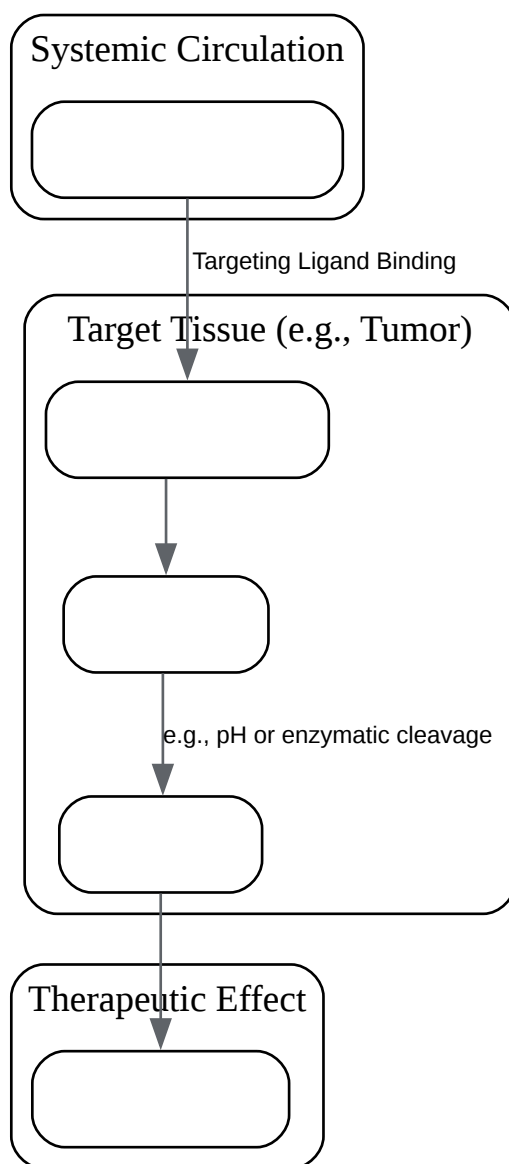 Systemic Circulation
Targeting Ligand Binding
Target Tissue (e.g., Tumor)
e.g., pH or enzymatic cleavage
Therapeutic Effect